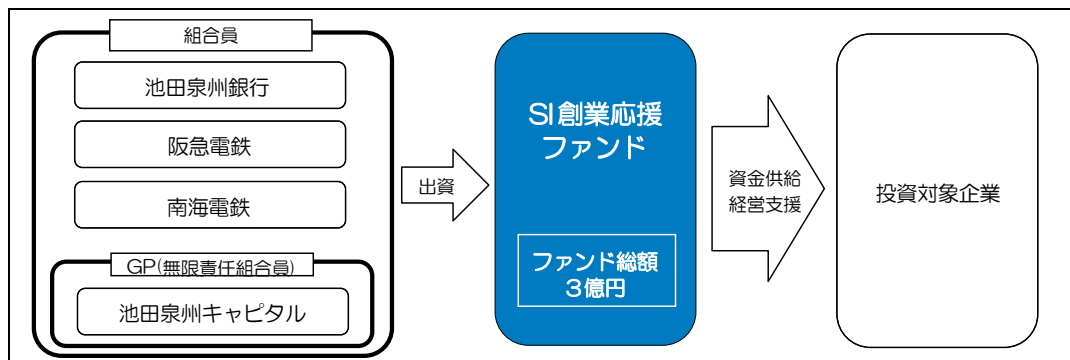 組合員
池田泉州銀行
阪急電鉄
南海電鉄
GP(無限責任組合員)
池田泉州キャピタル
出資
SI創業応援
ファンド
ファンド総額
3億円
資金供給
経営支援
投資対象企業